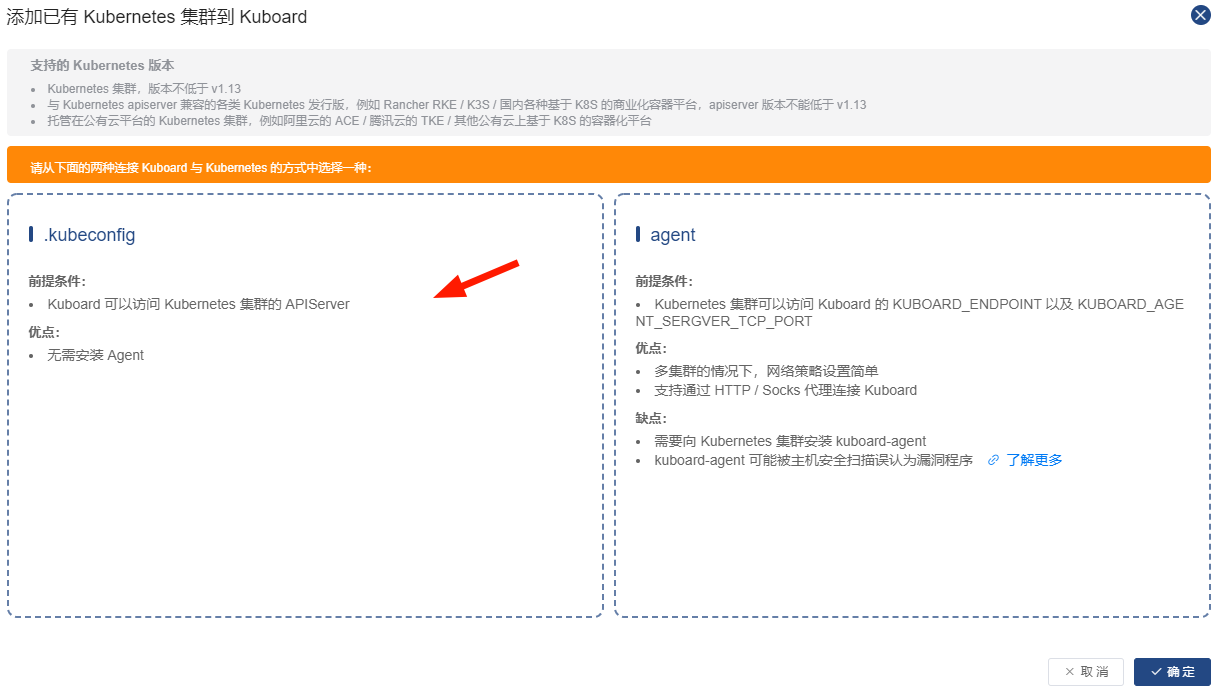 添加已有 Kubernetes 集群到 Kuboard
支持的 Kubernetes 版本
Kubernetes 集群，版本不低于 v1.13
与 Kubernetes apiserver 兼容的各类 Kubernetes 发行版，例如 Rancher RKE / K3S / 国内各种基于 K8S 的商业化容器平台，apiserver 版本不能低于 v1.13
托管在公有云平台的 Kubernetes 集群，例如阿里云的 ACE / 腾讯云的 TKE / 其他公有云上基于 K8S 的容器化平台
请从下面的两种连接 Kuboard 与 Kubernetes 的方式中选择一种：
.kubeconfig
前提条件：
Kuboard 可以访问 Kubernetes 集群的 APIServer
优点：
无需安装 Agent
agent
前提条件：
Kubernetes 集群可以访问 Kuboard 的 KUBOARD_ENDPOINT 以及 KUBOARD_AGE
NT_SERGVER_TCP_PORT
优点：
多集群的情况下，网络策略设置简单
支持通过 HTTP / Socks 代理连接 Kuboard
缺点：
需要向 Kubernetes 集群安装 kuboard-agent
kuboard-agent 可能被主机安全扫描误认为漏洞程序 了解更多
取消
确定